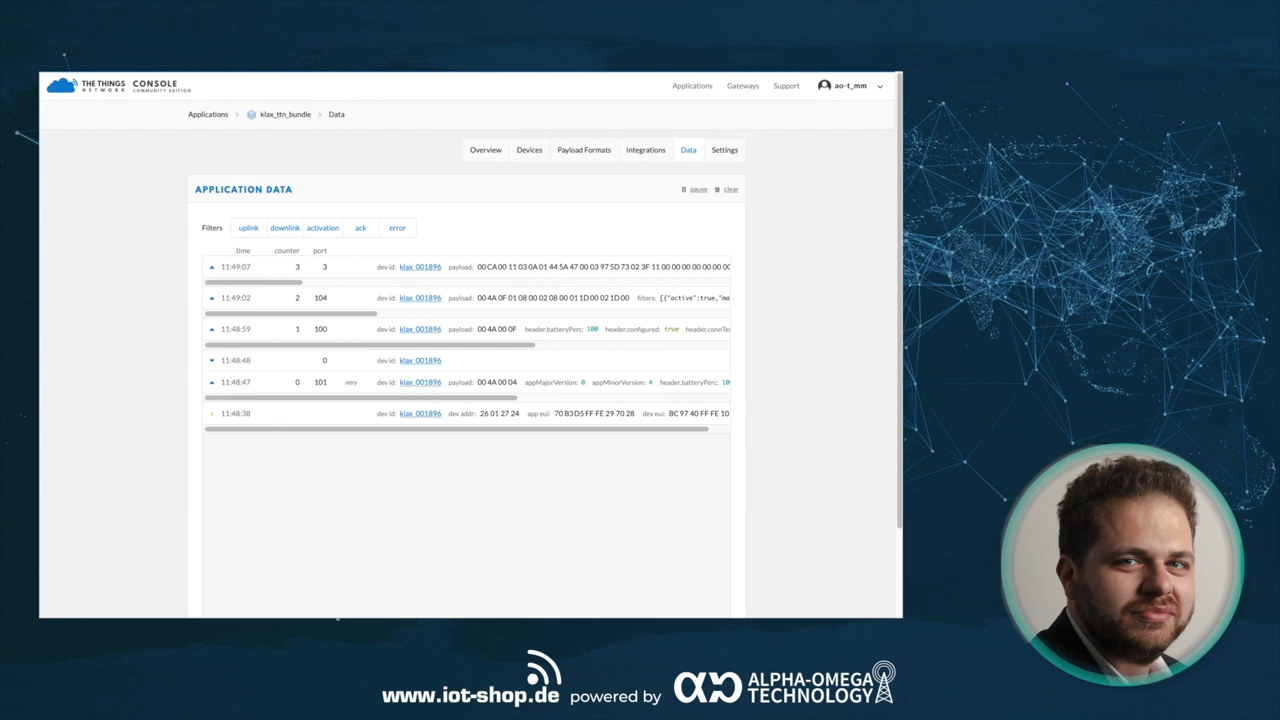 THE THINGS NETWORK CONSOLE COMMUNITY EDITION
Applications Gateways Support ao-t_mm
Applications > klax_ttn_bundle > Data
Overview Devices Payload Formats Integrations Data Settings
APPLICATION DATA
pause clear
Filters uplink downlink activation ack error
time counter port
11:49:07 3 3 dev id: klax_001896 payload: 00 CA 00 11 03 0A 01 44 5A 47 00 03 97 5D 73 02 3F 11 00 00 00 00 00 00 00
11:49:02 2 104 dev id: klax_001896 payload: 00 4A 0F 01 08 00 02 08 00 01 1D 00 02 1D 00 filters: [{"active":true,"ma
11:48:59 1 100 dev id: klax_001896 payload: 00 4A 00 0F header.batteryPerc: 100 header.configured: true header.connTes
11:48:48 0 dev id: klax_001896
11:48:47 0 101 retry dev id: klax_001896 payload: 00 4A 00 04 appMajorVersion: 0 appMinorVersion: 4 header.batteryPerc: 10
11:48:38 dev id: klax_001896 dev addr: 26 01 27 24 app eui: 70 B3 D5 FF FE 29 70 28 dev eui: BC 97 40 FF FE 10
www.iot-shop.de powered by ALPHA-OMEGA TECHNOLOGY